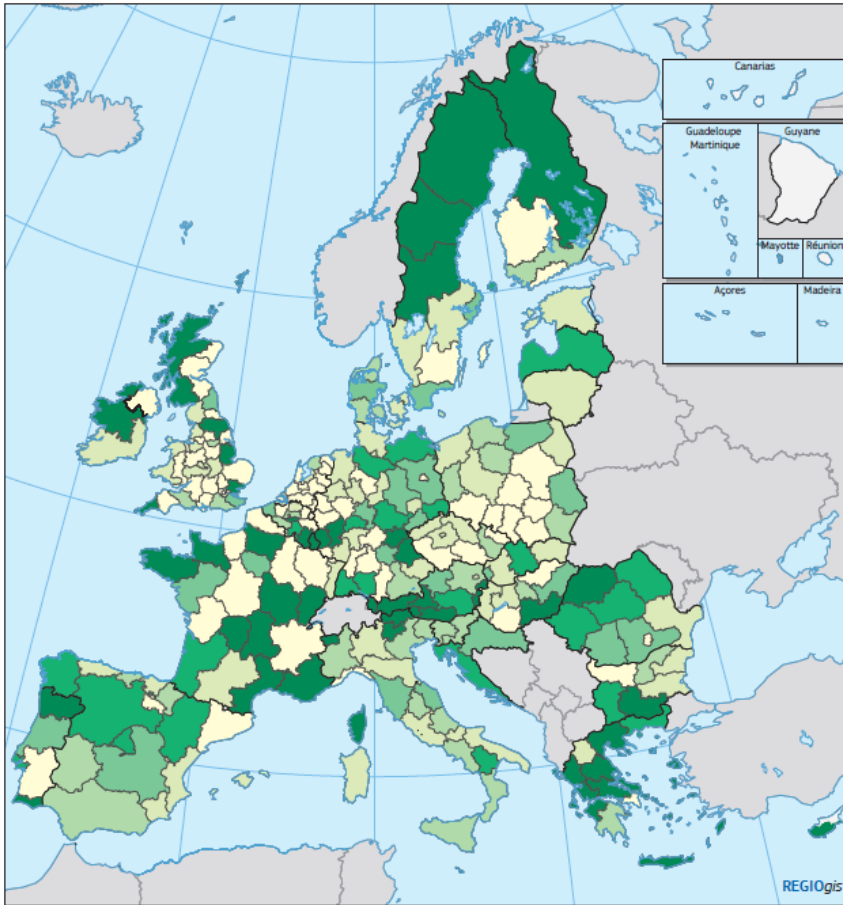 Canarias
Guadeloupe
Martinique
Guyane
Mayotte
Réunion
Açores
Madeira
REGIOgis